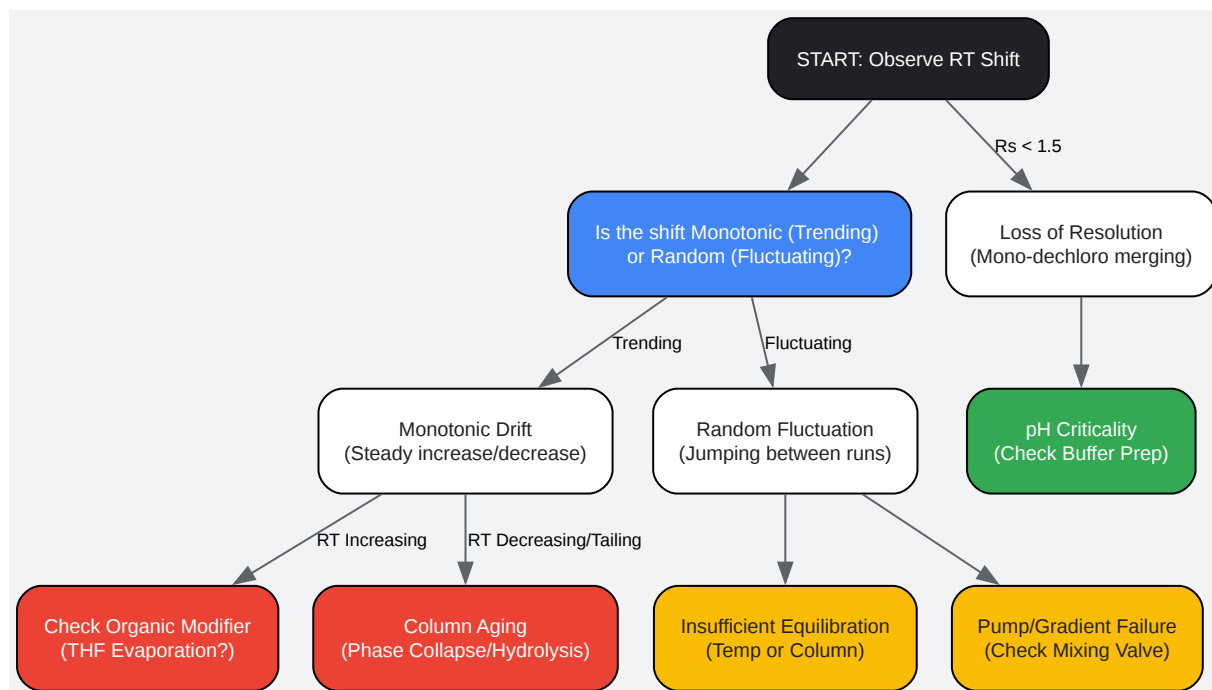 START: Observe RT Shift
Rs < 1.5
Is the shift Monotonic (Trending)
or Random (Fluctuating)?
Loss of Resolution
(Mono-dechloro merging)
Trending
Fluctuating
Monotonic Drift
(Steady increase/decrease)
Random Fluctuation
(Jumping between runs)
pH Criticality
(Check Buffer Prep)
RT Increasing
RT Decreasing/Tailing
Check Organic Modifier
(THF Evaporation?)
Column Aging
(Phase Collapse/Hydrolysis)
Insufficient Equilibration
(Temp or Column)
Pump/Gradient Failure
(Check Mixing Valve)